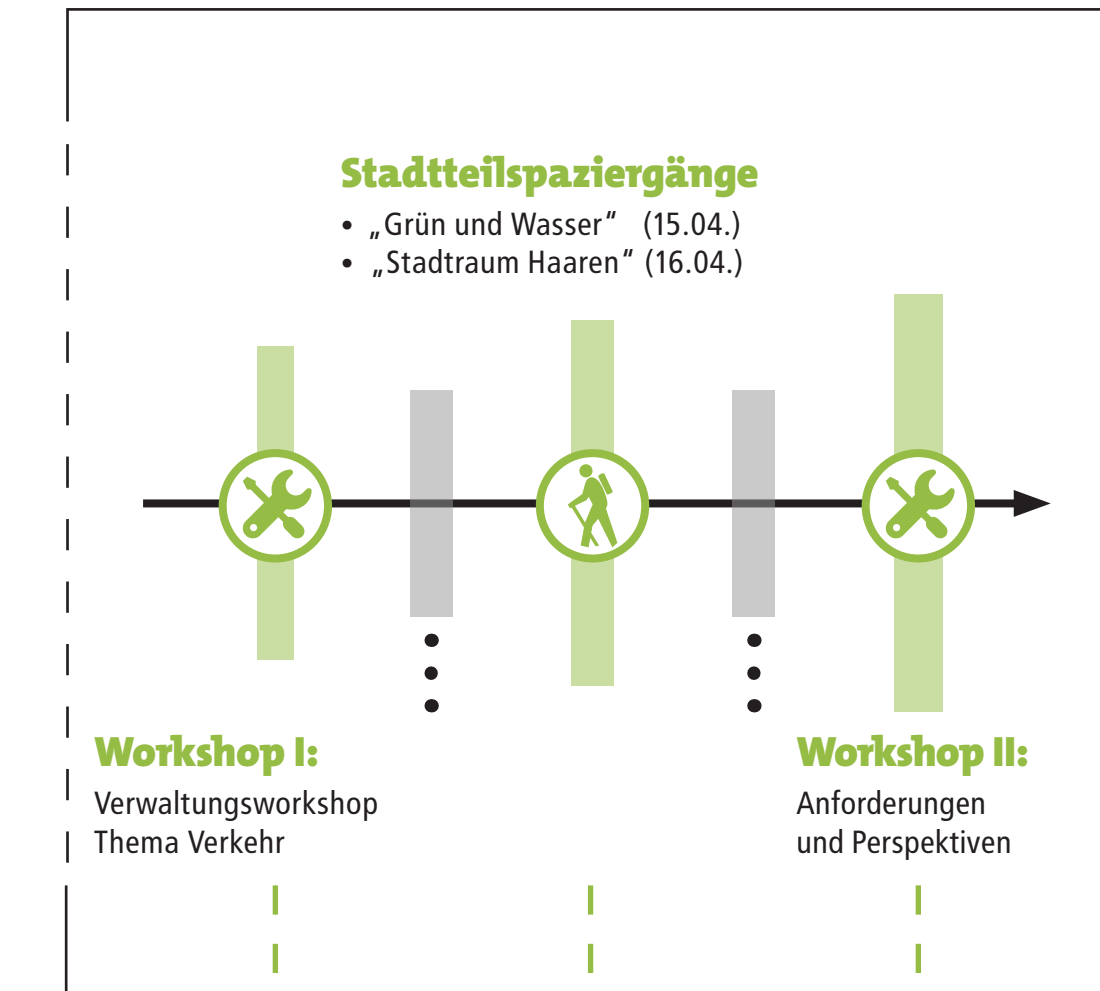 Stadtteilspaziergänge
• „Grün und Wasser“ (15.04.)
• „Stadtraum Haaren“ (16.04.)
Workshop I:
Verwaltungsworkshop
Thema Verkehr
Workshop II:
Anforderungen
und Perspektiven